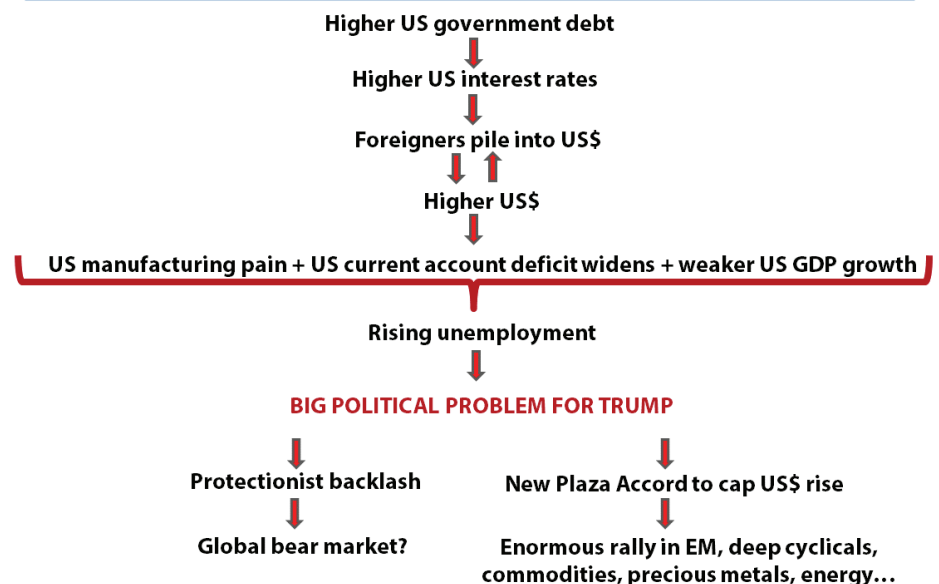 Higher US government debt
Higher US interest rates
Foreigners pile into US$
Higher US$
US manufacturing pain + US current account deficit widens + weaker US GDP growth
Rising unemployment
BIG POLITICAL PROBLEM FOR TRUMP
Protectionist backlash
New Plaza Accord to cap US$ rise
Global bear market?
Enormous rally in EM, deep cyclicals,
commodities, precious metals, energy…